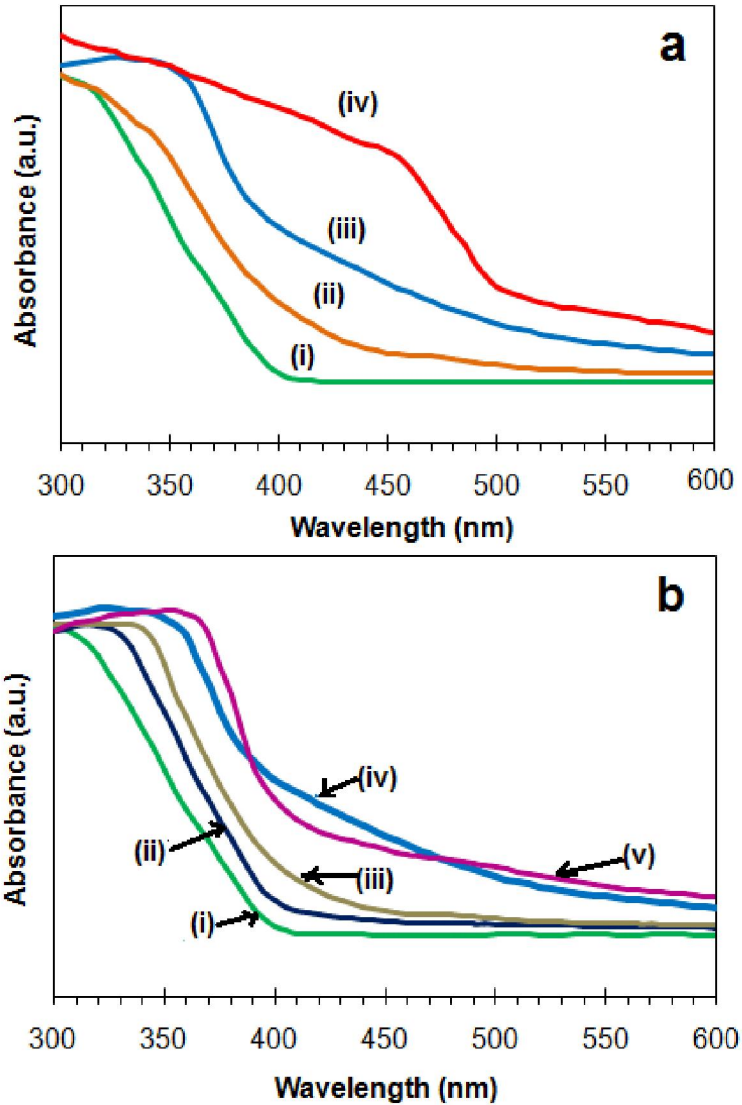 a
(iv)
(iii)
(ii)
(i)
Absorbance (a.u.)
300 350 400 450 500 550 600
Wavelength (nm)
b
(iv)
(v)
(ii)
(iii)
(i)
Absorbance (a.u.)
300 350 400 450 500 550 600
Wavelength (nm)